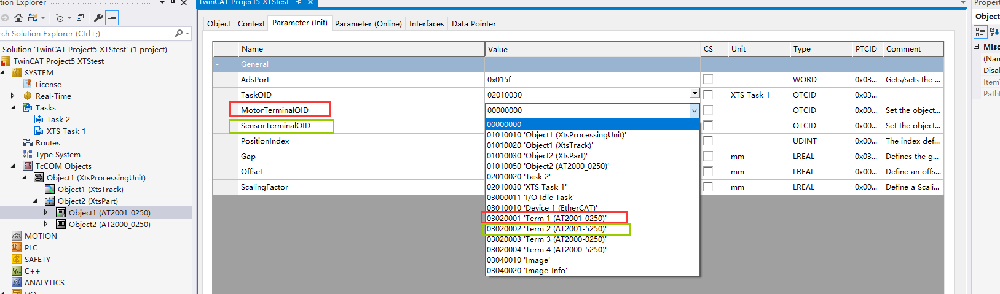 olution Explorer
TwinCAT Project5 XTStest
Property
rch Solution Explorer (Ctrl+;)
Solution 'TwinCAT Project5 XTStest' (1 project)
TwinCAT Project5 XTStest
SYSTEM
License
Real-Time
Tasks
Task 2
XTS Task 1
Routes
Type System
TcCOM Objects
Object1 (XtsProcessingUnit)
Object1 (XtsTrack)
Object2 (XtsPart)
Object1 (AT2001_0250)
Object2 (AT2000_0250)
MOTION
PLC
SAFETY
C++
ANALYTICS
I/O
Object Context Parameter (Init) Parameter (Online) Interfaces Data Pointer
Name Value CS Unit Type PTCID Comment
- General
AdsPort 0x015f WORD 0x03... Gets/sets the ...
TaskOID 02010030 XTS Task 1 OTCID 0x03...
MotorTerminalOID 00000000 OTCID 0x00... Set the object...
SensorTerminalOID OTCID 0x00... Set the object...
PositionIndex UDINT 0x00... The index def...
Gap mm LREAL 0x03... Defines the g...
Offset mm LREAL 0x00... Define an offs...
ScalingFactor mm LREAL 0x00... Define a Scali...
00000000
01010010 'Object1 (XtsProcessingUnit)'
01010020 'Object1 (XtsTrack)'
01010030 'Object2 (XtsPart)'
01010050 'Object2 (AT2000_0250)'
02010020 'Task 2'
02010030 'XTS Task 1'
03000011 'I/O Idle Task'
03010010 'Device 1 (EtherCAT)'
03020001 'Term 1 (AT2001-0250)'
03020002 'Term 2 (AT2001-5250)'
03020003 'Term 3 (AT2000-0250)'
03020004 'Term 4 (AT2000-5250)'
03040010 'Image'
03040020 'Image-Info'
Object
Misc
(Nan
Disal
Item
Path